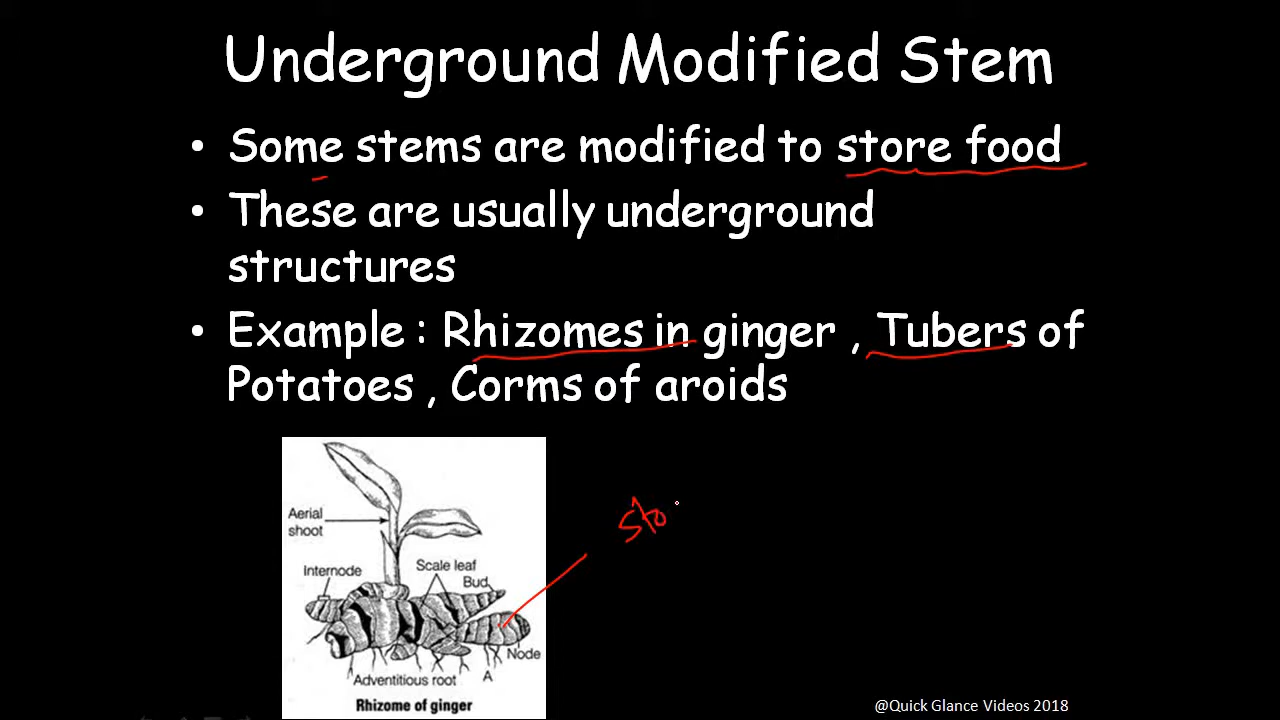 Underground Modified Stem
• Some stems are modified to store food
• These are usually underground
structures
• Example : Rhizomes in ginger , Tubers of
Potatoes , Corms of aroids
Aerial
shoot
Internode
Scale leaf
Bud
Node
Adventitious root
A
Rhizome of ginger
sto
@Quick Glance Videos 2018